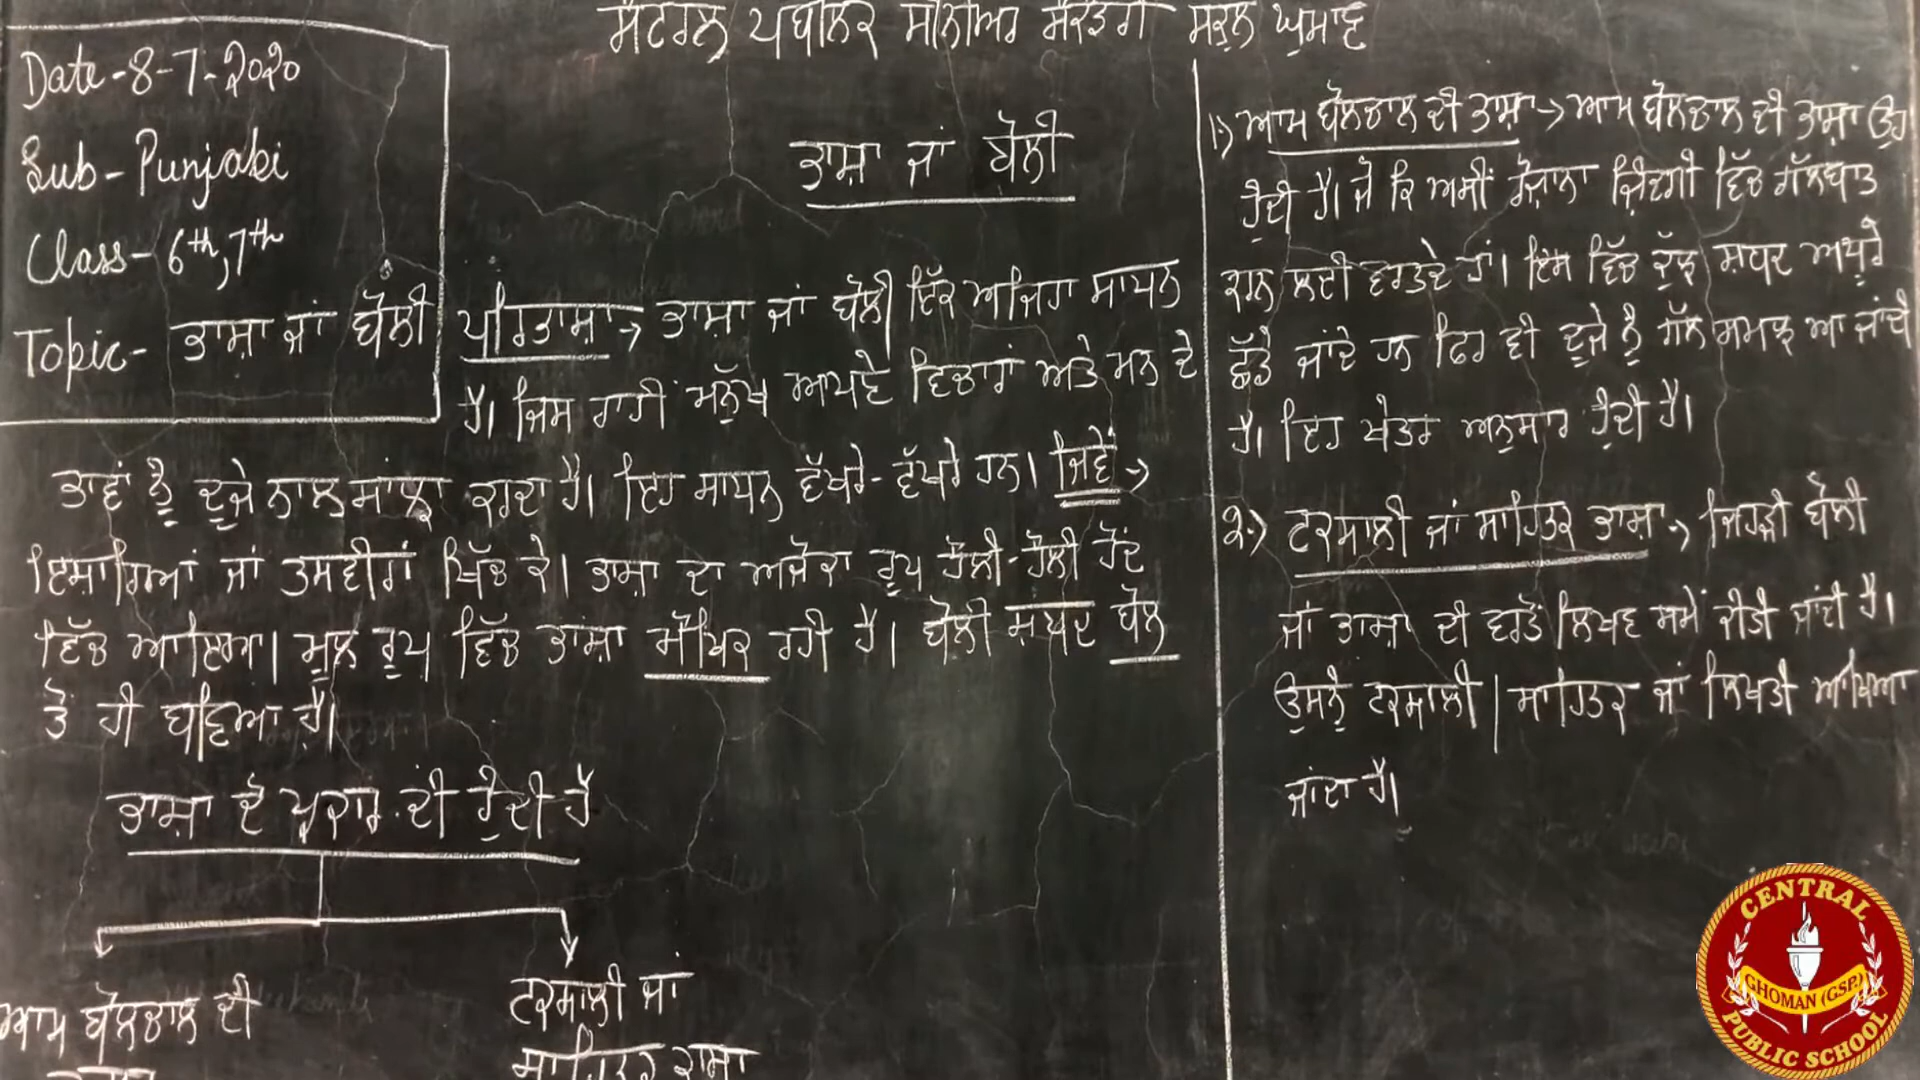 ਸੈਂਟਰਲ ਪਬਲਿਕ ਸੀਨੀਅਰ ਸੈਕੰਡਰੀ ਸਕੂਲ ਘੁਮਾਣ
Date-8-7-2020
Sub-Punjabi
Class-6th,7th
Topic- ਭਾਸ਼ਾ ਜਾਂ ਬੋਲੀ
ਭਾਸ਼ਾ ਜਾਂ ਬੋਲੀ
ਪਰਿਭਾਸ਼ਾ→ ਭਾਸ਼ਾ ਜਾਂ ਬੋਲੀ ਇੱਕ ਅਜਿਹਾ ਸਾਧਨ
ਹੈ। ਜਿਸ ਰਾਹੀਂ ਮਨੁੱਖ ਆਪਣੇ ਵਿਚਾਰਾਂ ਅਤੇ ਮਨ ਦੇ
ਭਾਵਾਂ ਨੂੰ ਦੂਜੇ ਨਾਲ ਸਾਂਝਾ ਕਰਦਾ ਹੈ। ਇਹ ਸਾਧਨ ਵੱਖਰੇ-ਵੱਖਰੇ ਹਨ। ਜਿਵੇਂ→
ਇਸ਼ਾਰਿਆਂ ਜਾਂ ਤਸਵੀਰਾਂ ਖਿੱਚ ਕੇ। ਭਾਸ਼ਾ ਦਾ ਅਜੋਕਾ ਰੂਪ ਹੌਲੀ-ਹੌਲੀ ਹੋਂਦ
ਵਿੱਚ ਆਇਆ। ਮੂਲ ਰੂਪ ਵਿੱਚ ਭਾਸ਼ਾ ਮੌਖਿਕ ਰਹੀ ਹੈ। ਬੋਲੀ ਸ਼ਬਦ ਬੋਲ
ਤੋਂ ਹੀ ਬਣਿਆ ਹੈ।
ਭਾਸ਼ਾ ਦੋ ਪ੍ਰਕਾਰ ਦੀ ਹੁੰਦੀ ਹੈ
ਆਮ ਬੋਲਚਾਲ ਦੀ
ਟਕਸਾਲੀ ਜਾਂ
ਸਾਹਿਤਕ ਭਾਸ਼ਾ
1.) ਆਮ ਬੋਲਚਾਲ ਦੀ ਭਾਸ਼ਾ→ ਆਮ ਬੋਲਚਾਲ ਦੀ ਭਾਸ਼ਾ ਉਹ
ਹੁੰਦੀ ਹੈ। ਜੋ ਕਿ ਅਸੀਂ ਰੋਜ਼ਾਨਾ ਜ਼ਿੰਦਗੀ ਵਿੱਚ ਗੱਲਬਾਤ
ਕਰਨ ਲਈ ਵਰਤਦੇ ਹਾਂ। ਇਸ ਵਿੱਚ ਕੁੱਝ ਸ਼ਬਦ ਅਧੂਰੇ
ਛੱਡੇ ਜਾਂਦੇ ਹਨ ਫਿਰ ਵੀ ਦੂਜੇ ਨੂੰ ਗੱਲ ਸਮਝ ਆ ਜਾਂਦੀ
ਹੈ। ਇਹ ਖੇਤਰ ਅਨੁਸਾਰ ਹੁੰਦੀ ਹੈ।
2.) ਟਕਸਾਲੀ ਜਾਂ ਸਾਹਿਤਕ ਭਾਸ਼ਾ→ ਜਿਹੜੀ ਬੋਲੀ
ਜਾਂ ਭਾਸ਼ਾ ਦੀ ਵਰਤੋਂ ਲਿਖਣ ਸਮੇਂ ਕੀਤੀ ਜਾਂਦੀ ਹੈ।
ਉਸਨੂੰ ਟਕਸਾਲੀ | ਸਾਹਿਤਕ ਜਾਂ ਲਿਖਤੀ ਆਖਿਆ
ਜਾਂਦਾ ਹੈ।
CENTRAL
GHOMAN (GSP.)
PUBLIC SCHOOL